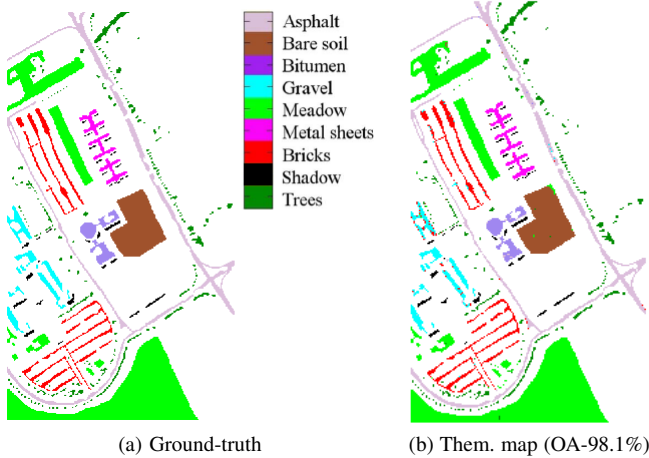 Asphalt
Bare soil
Bitumen
Gravel
Meadow
Metal sheets
Bricks
Shadow
Trees
(a) Ground-truth
(b) Them. map (OA-98.1%)